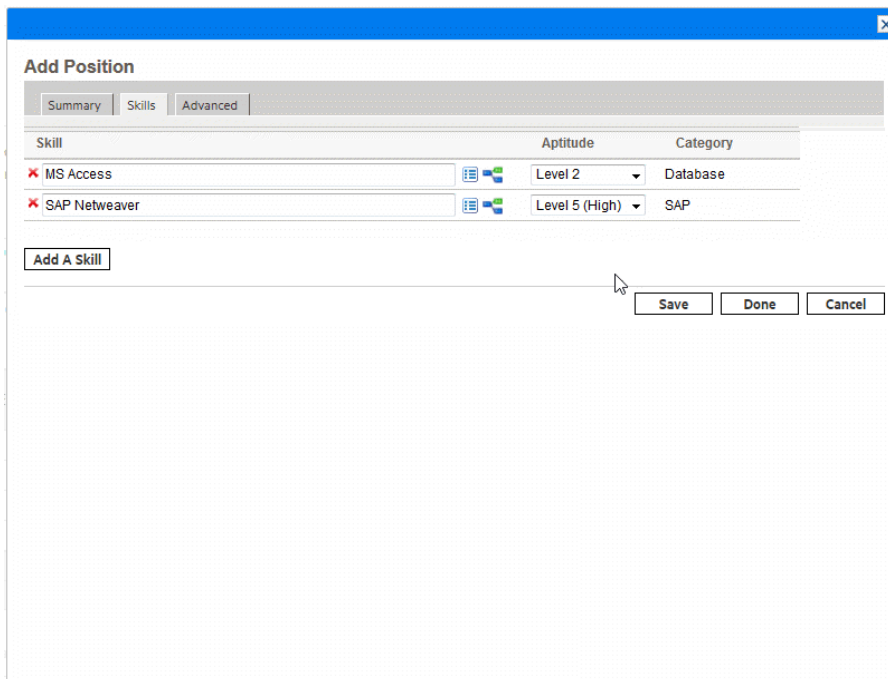 Add Position
Summary Skills Advanced
Skill Aptitude Category
MS Access Level 2 Database
SAP Netweaver Level 5 (High) SAP
Add A Skill
Save Done Cancel